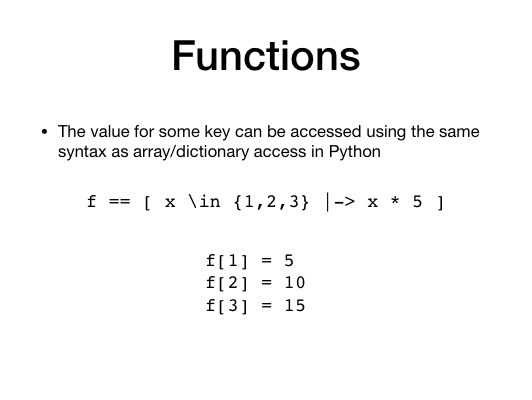 Functions
• The value for some key can be accessed using the same
syntax as array/dictionary access in Python
f == [ x \in {1,2,3} |-> x * 5 ]
f[1] = 5
f[2] = 10
f[3] = 15